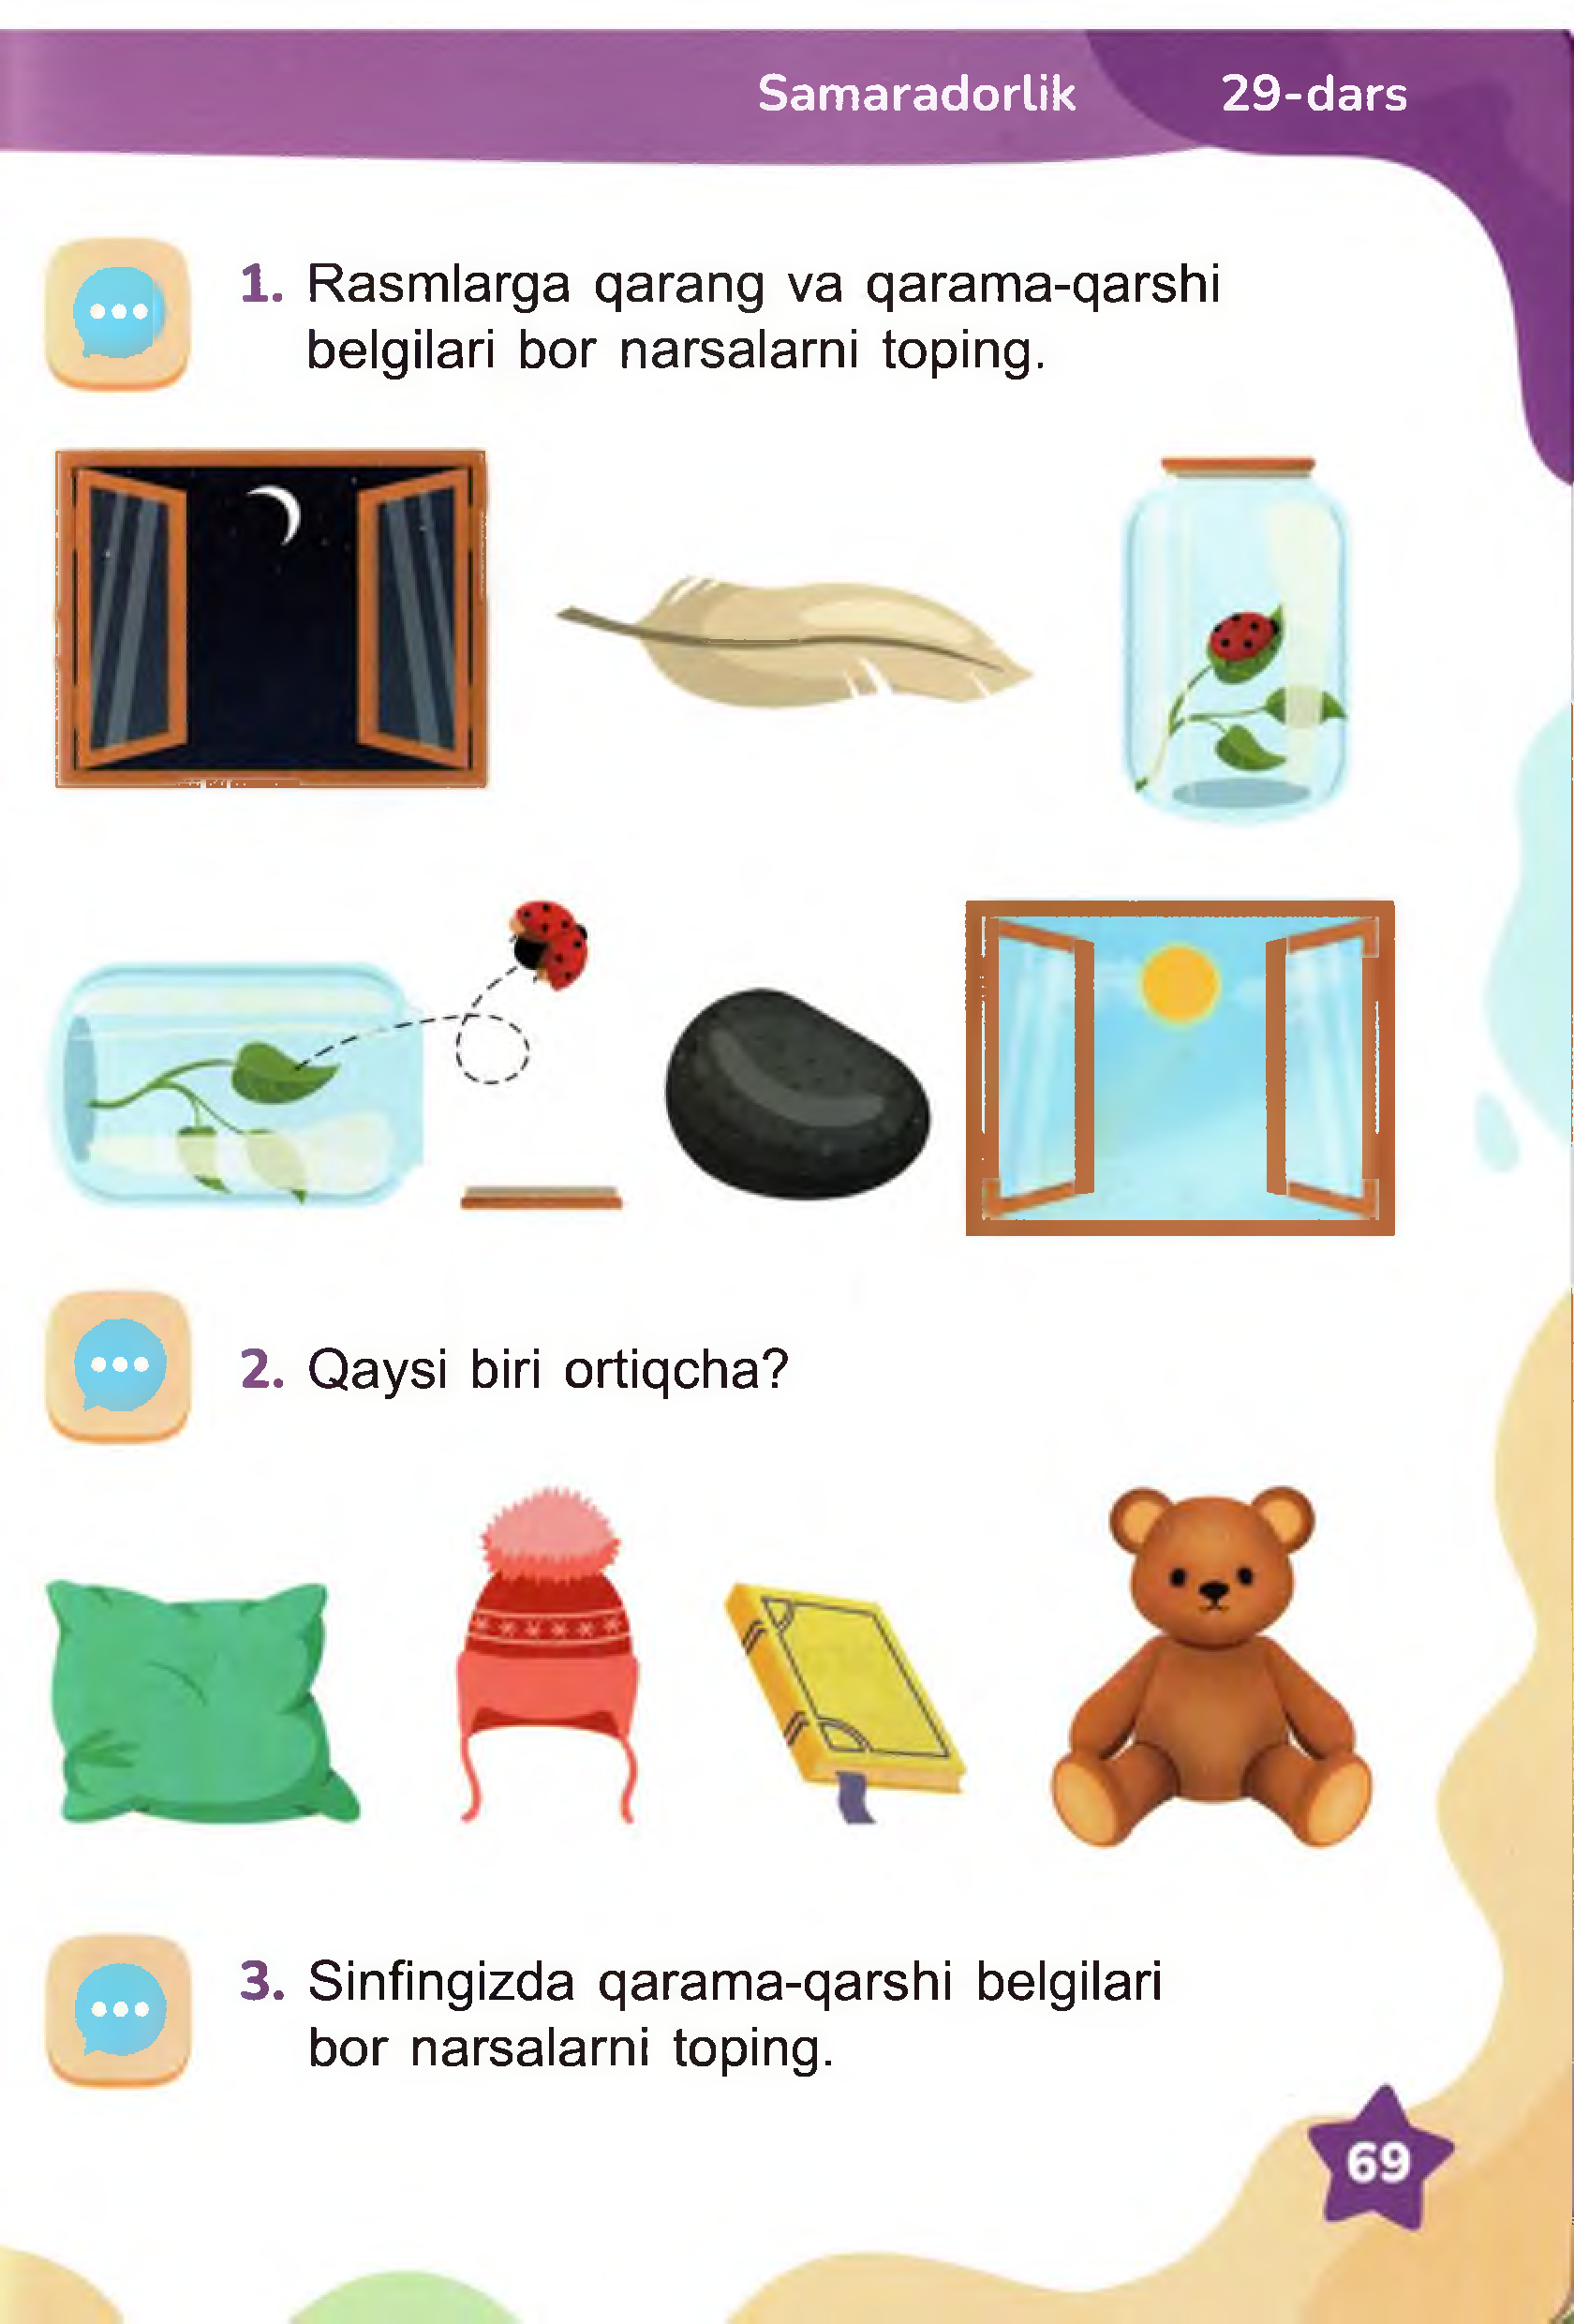 Samaradorlik 29-dars
1. Rasmlarga qarang va qarama-qarshi
belgilari bor narsalarni toping.
2. Qaysi biri ortiqcha?
3. Sinfingizda qarama-qarshi belgilari
bor narsalarni toping.
69